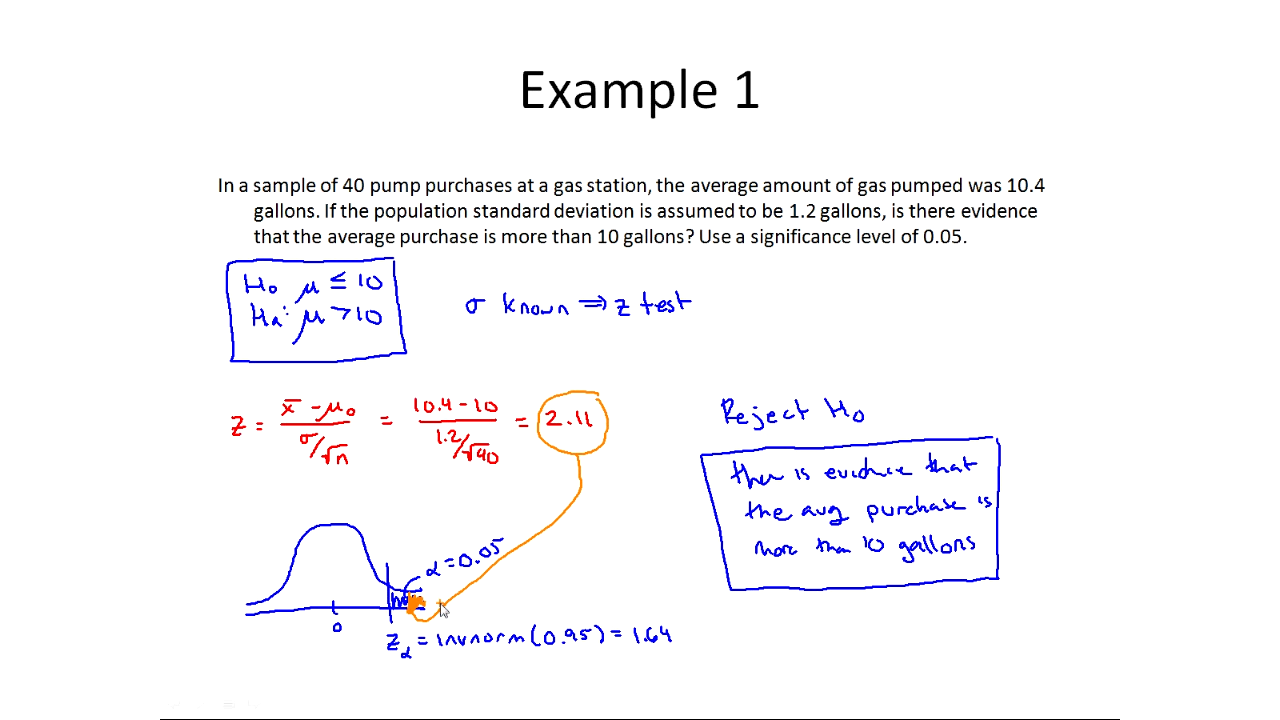 Example 1
In a sample of 40 pump purchases at a gas station, the average amount of gas pumped was 10.4
gallons. If the population standard deviation is assumed to be 1.2 gallons, is there evidence
that the average purchase is more than 10 gallons? Use a significance level of 0.05.
H₀ μ ≤ 10
Hₐ: μ > 10
σ known ⇒ z test
z = (x̄ - μ₀)/(σ/√n) = (10.4 - 10)/(1.2/√40) = 2.11
Reject H₀
there is evidence that
the avg purchase is
more than 10 gallons
α = 0.05
0
Z_α = invnorm(0.95) = 1.64